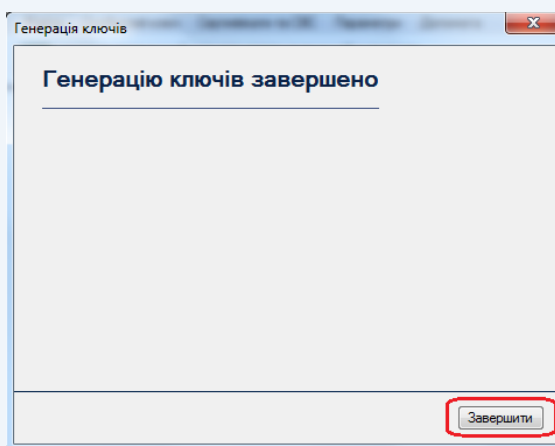 Генерація ключів
Генерацію ключів завершено
Завершити